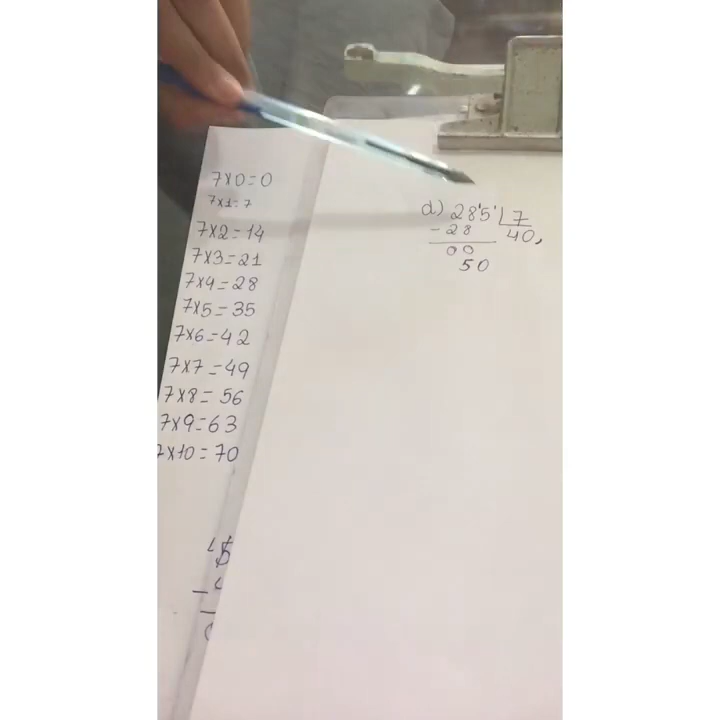 7x0=0
7x1=7
7x2=14
7x3=21
7x4=28
7x5=35
7x6=42
7x7=49
7x8=56
7x9=63
7x10=70
d) 28'5' 7
-28 40,
00
50